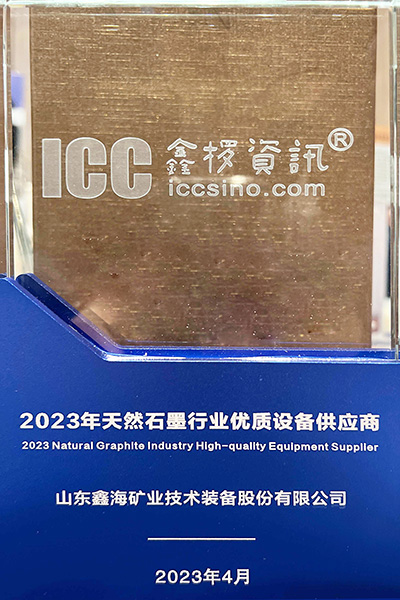 ICC 鑫椤資訊®
iccsino.com
2023年天然石墨行业优质设备供应商
2023 Natural Graphite Industry High-quality Equipment Supplier
山东鑫海矿业技术装备股份有限公司
2023年4月